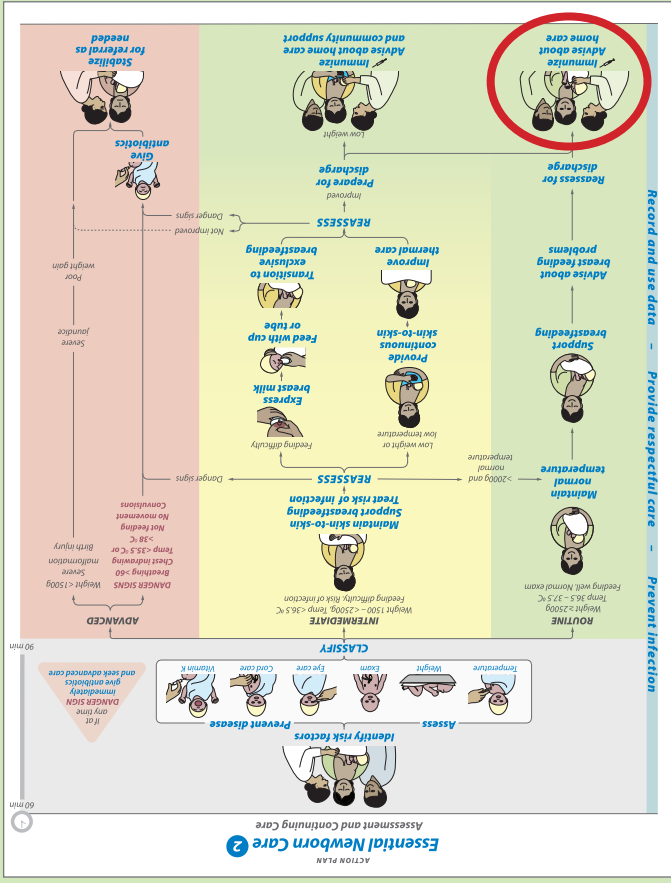 ACTION PLAN
Essential Newborn Care 2
Assessment and Continuing Care
60 min
Identify risk factors
Assess
Prevent disease
Temperature
Weight
Exam
Eye care
Cord care
Vitamin K
If at
any time
DANGER SIGN
immediately
give antibiotics
and seek advanced care
CLASSIFY
90 min
ROUTINE
Weight ≥2500g
Temp 36.5 – 37.5 ºC
Feeding well, Normal exam
INTERMEDIATE
Weight 1500 – <2500g, Temp <36.5ºC
Feeding difficulty, Risk of infection
ADVANCED
DANGER SIGNS
Breathing >60
Chest indrawing
Temp <35.5ºC or
>38 ºC
Not feeding
No movement
Convulsions
Weight <1500g
Severe
malformation
Birth injury
Maintain
normal
temperature
Maintain skin-to-skin
Support breastfeeding
Treat risk of infection
REASSESS
>2000g and
normal
temperature
Danger signs
Low weight or
low temperature
Feeding difficulty
Support
breastfeeding
Provide
continuous
skin-to-skin
Express
breast milk
Feed with cup
or tube
Severe
jaundice
Advise about
breast feeding
problems
Improve
thermal care
Transition to
exclusive
breastfeeding
Poor
weight gain
REASSESS
Not improved
Danger signs
Improved
Reassess for
discharge
Prepare for
discharge
Give
antibiotics
Low weight
Immunize
Advise about
home care
Immunize
Advise about home care
and community support
Stabilize
for referral as
needed
Record and use data – Provide respectful care – Prevent infection